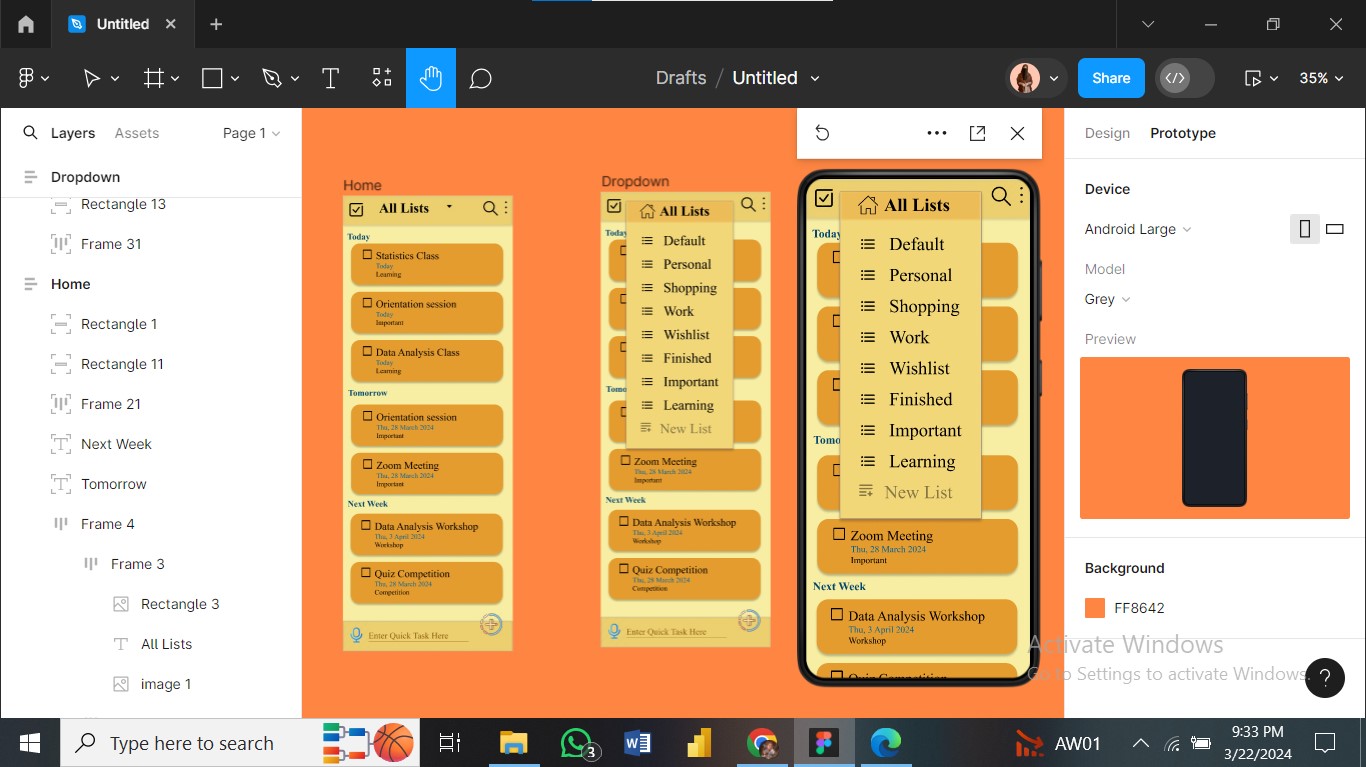 Untitled
Drafts / Untitled
Share
35%
Layers
Assets
Page 1
Dropdown
Rectangle 13
Frame 31
Home
Rectangle 1
Rectangle 11
Frame 21
Next Week
Tomorrow
Frame 4
Frame 3
Rectangle 3
All Lists
image 1
Home
All Lists
Today
Statistics Class
Today
Learning
Orientation session
Today
Important
Data Analysis Class
Today
Learning
Tomorrow
Orientation session
Thu, 28 March 2024
Important
Zoom Meeting
Thu, 28 March 2024
Important
Next Week
Data Analysis Workshop
Thu, 3 April 2024
Workshop
Quiz Competition
Thu, 28 March 2024
Competition
Enter Quick Task Here
Dropdown
All Lists
Today
Default
Personal
Shopping
Work
Wishlist
Finished
Tomo
Important
Learning
New List
Zoom Meeting
Thu, 28 March 2024
Important
Next Week
Data Analysis Workshop
Thu, 3 April 2024
Workshop
Quiz Competition
Thu, 28 March 2024
Competition
Enter Quick Task Here
All Lists
Today
Default
Personal
Shopping
Work
Wishlist
Finished
Important
Tomo
Learning
New List
Zoom Meeting
Thu, 28 March 2024
Important
Next Week
Data Analysis Workshop
Thu, 3 April 2024
Workshop
Quiz Competition
Design
Prototype
Device
Android Large
Model
Grey
Preview
Background
FF8642
Activate Windows
Go to Settings to activate Windows.
?
Type here to search
3
AW01
9:33 PM
3/22/2024